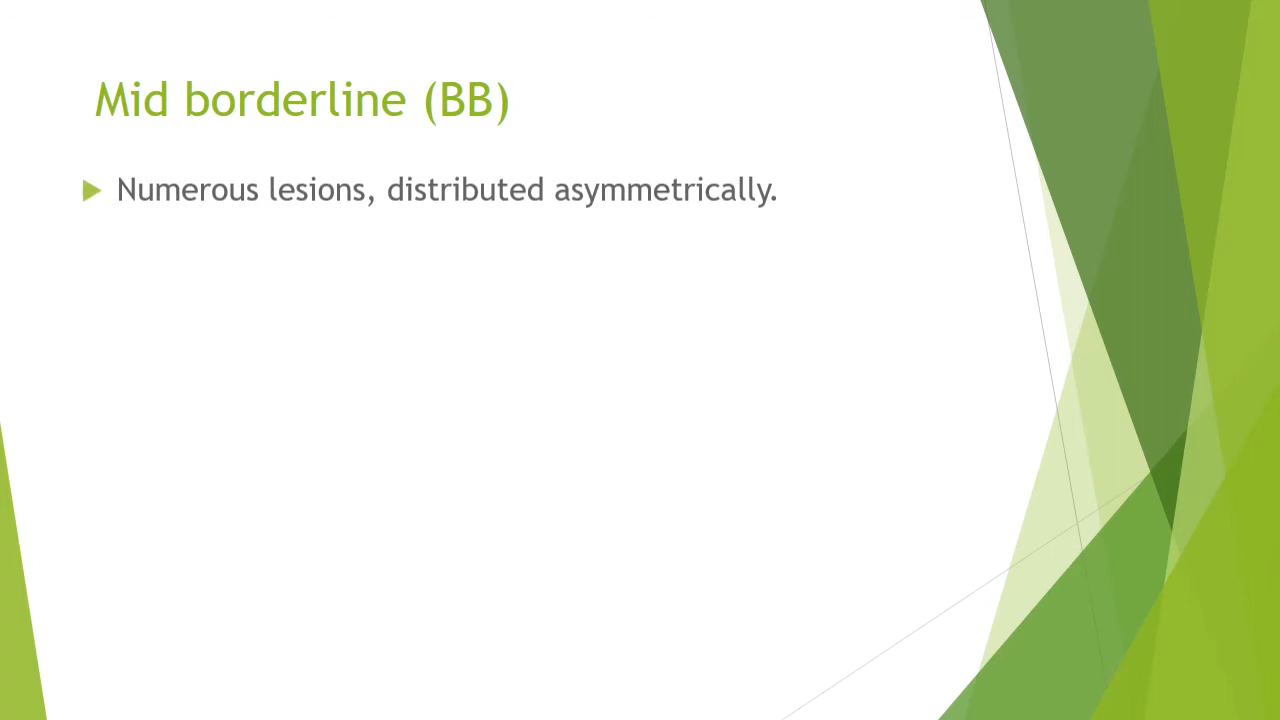 Mid borderline (BB)
Numerous lesions, distributed asymmetrically.